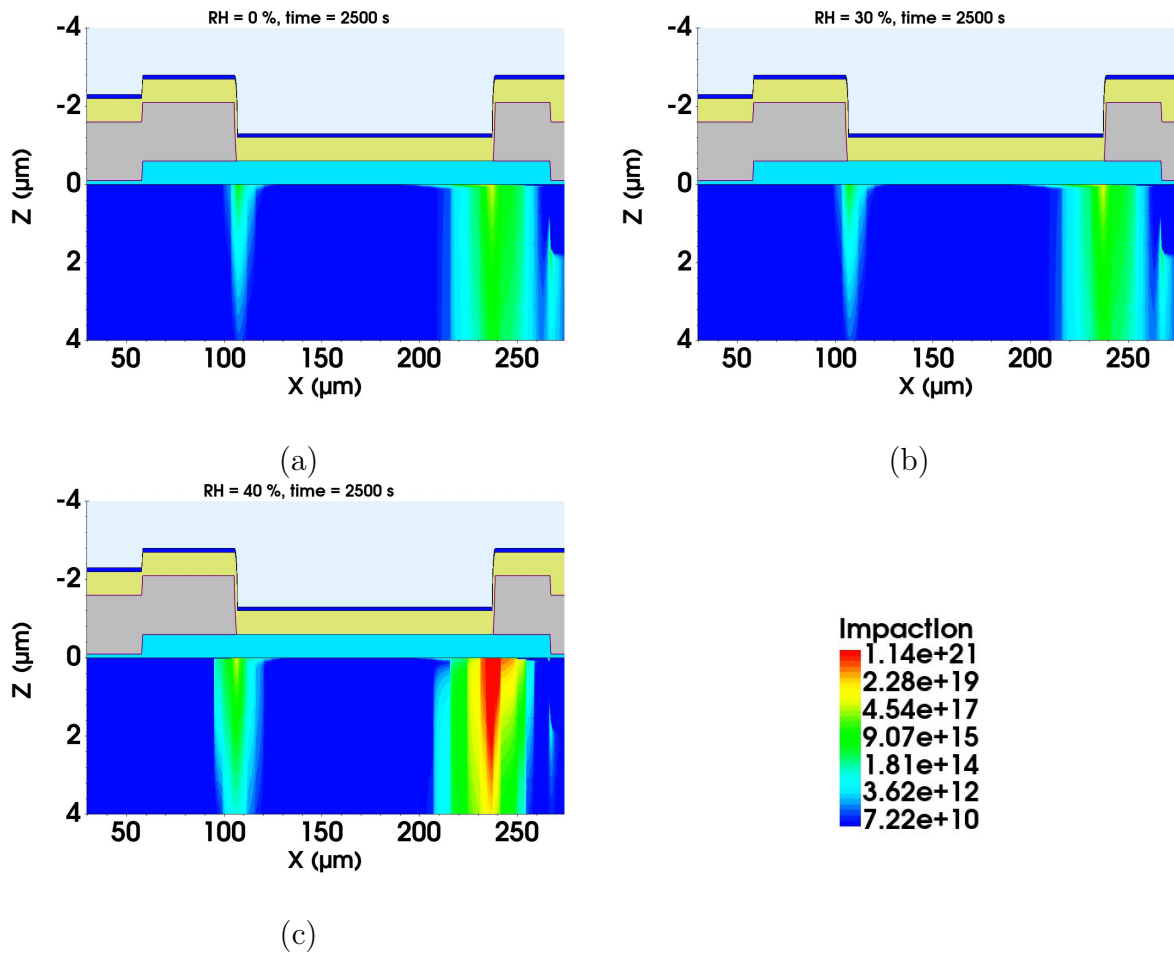 RH = 0 %, time = 2500 s
-4
-2
0
2
4
Z (µm)
50 100 150 200 250
X (µm)
(a)
RH = 30 %, time = 2500 s
-4
-2
0
2
4
Z (µm)
50 100 150 200 250
X (µm)
(b)
RH = 40 %, time = 2500 s
-4
-2
0
2
4
Z (µm)
50 100 150 200 250
X (µm)
(c)
Impaction
1.14e+21
2.28e+19
4.54e+17
9.07e+15
1.81e+14
3.62e+12
7.22e+10